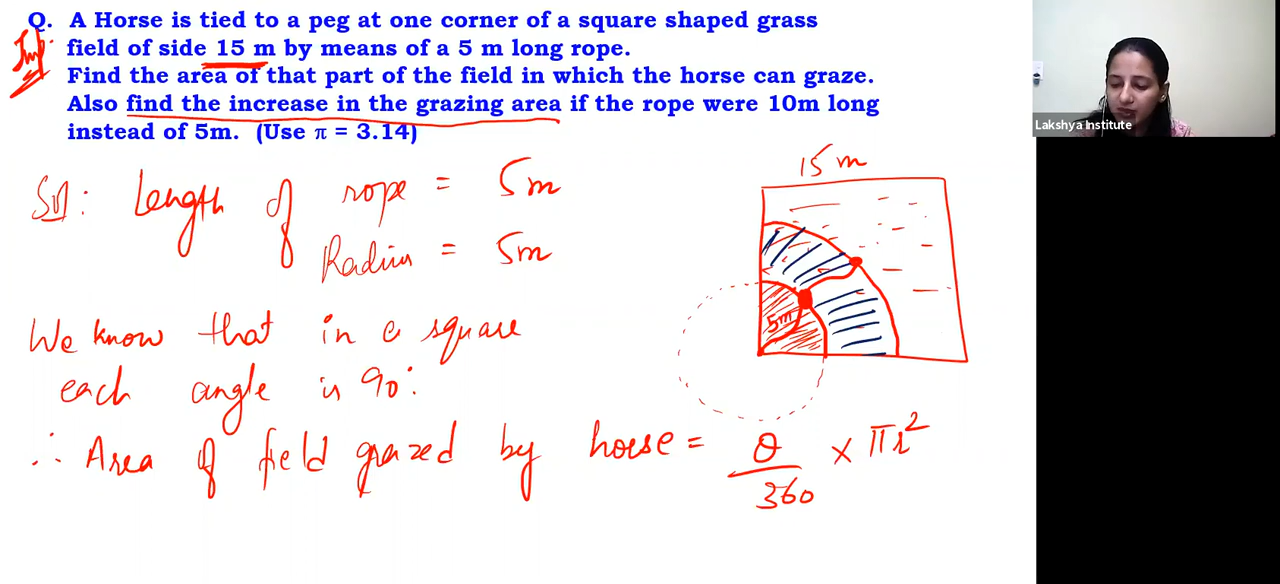 Q. A Horse is tied to a peg at one corner of a square shaped grass
Imp. field of side 15 m by means of a 5 m long rope.
Find the area of that part of the field in which the horse can graze.
Also find the increase in the grazing area if the rope were 10m long
instead of 5m. (Use π = 3.14)
Lakshya Institute
15 m
Sol: Length of rope = 5m
Radius = 5m
5m
We know that in a square
each angle is 90°.
∴ Area of field grazed by horse = θ/360 × πr²